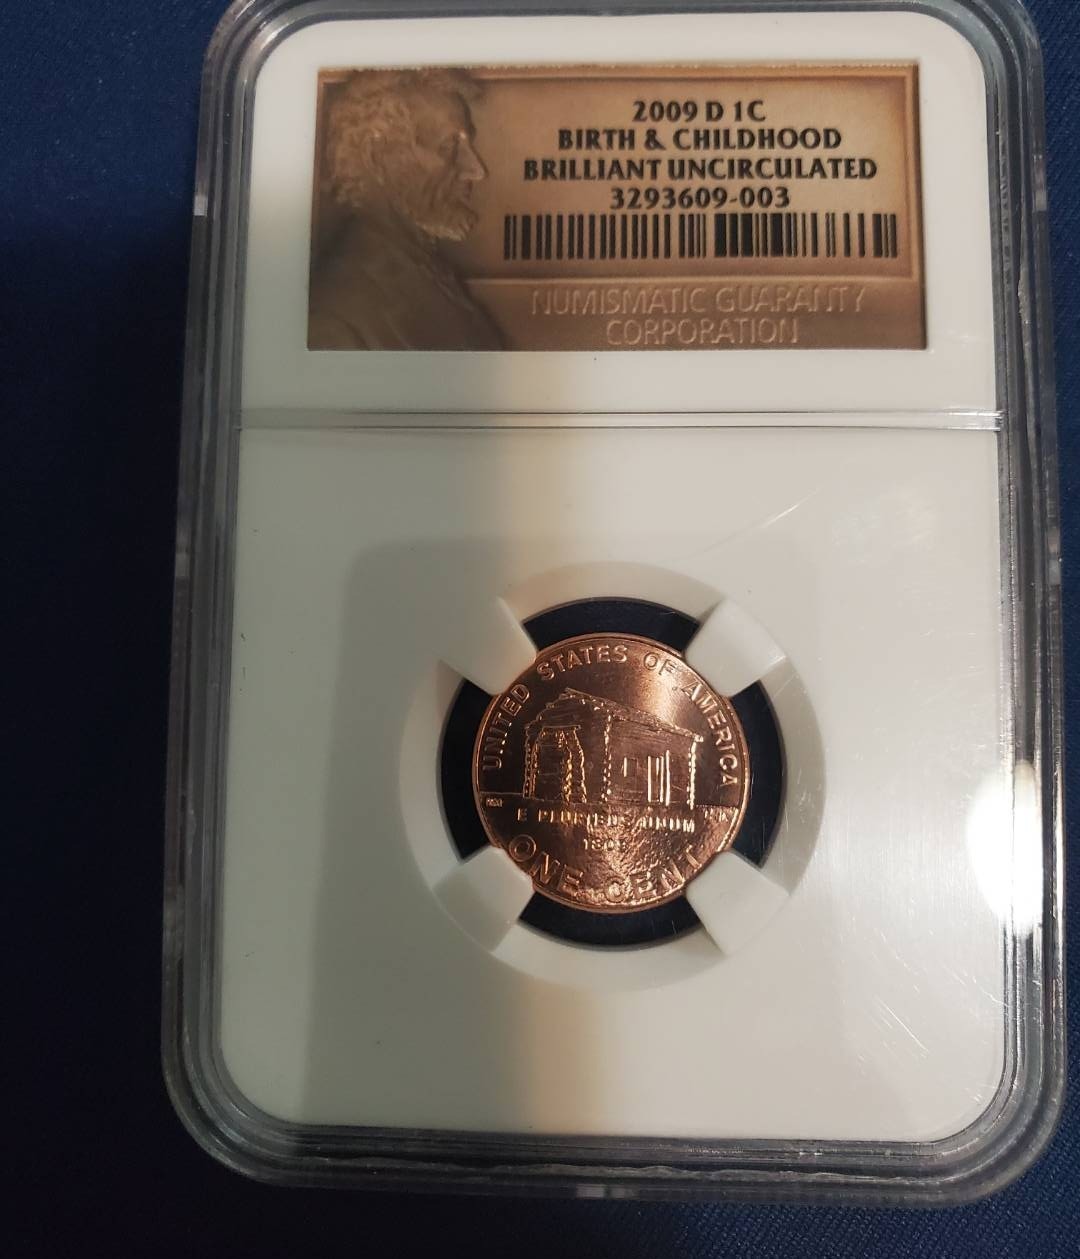 2009 D 1C
BIRTH & CHILDHOOD
BRILLIANT UNCIRCULATED
3293609-003
NUMISMATIC GUARANTY
CORPORATION
UNITED STATES OF AMERICA
E PLURIBUS UNUM
1809
ONE CENT